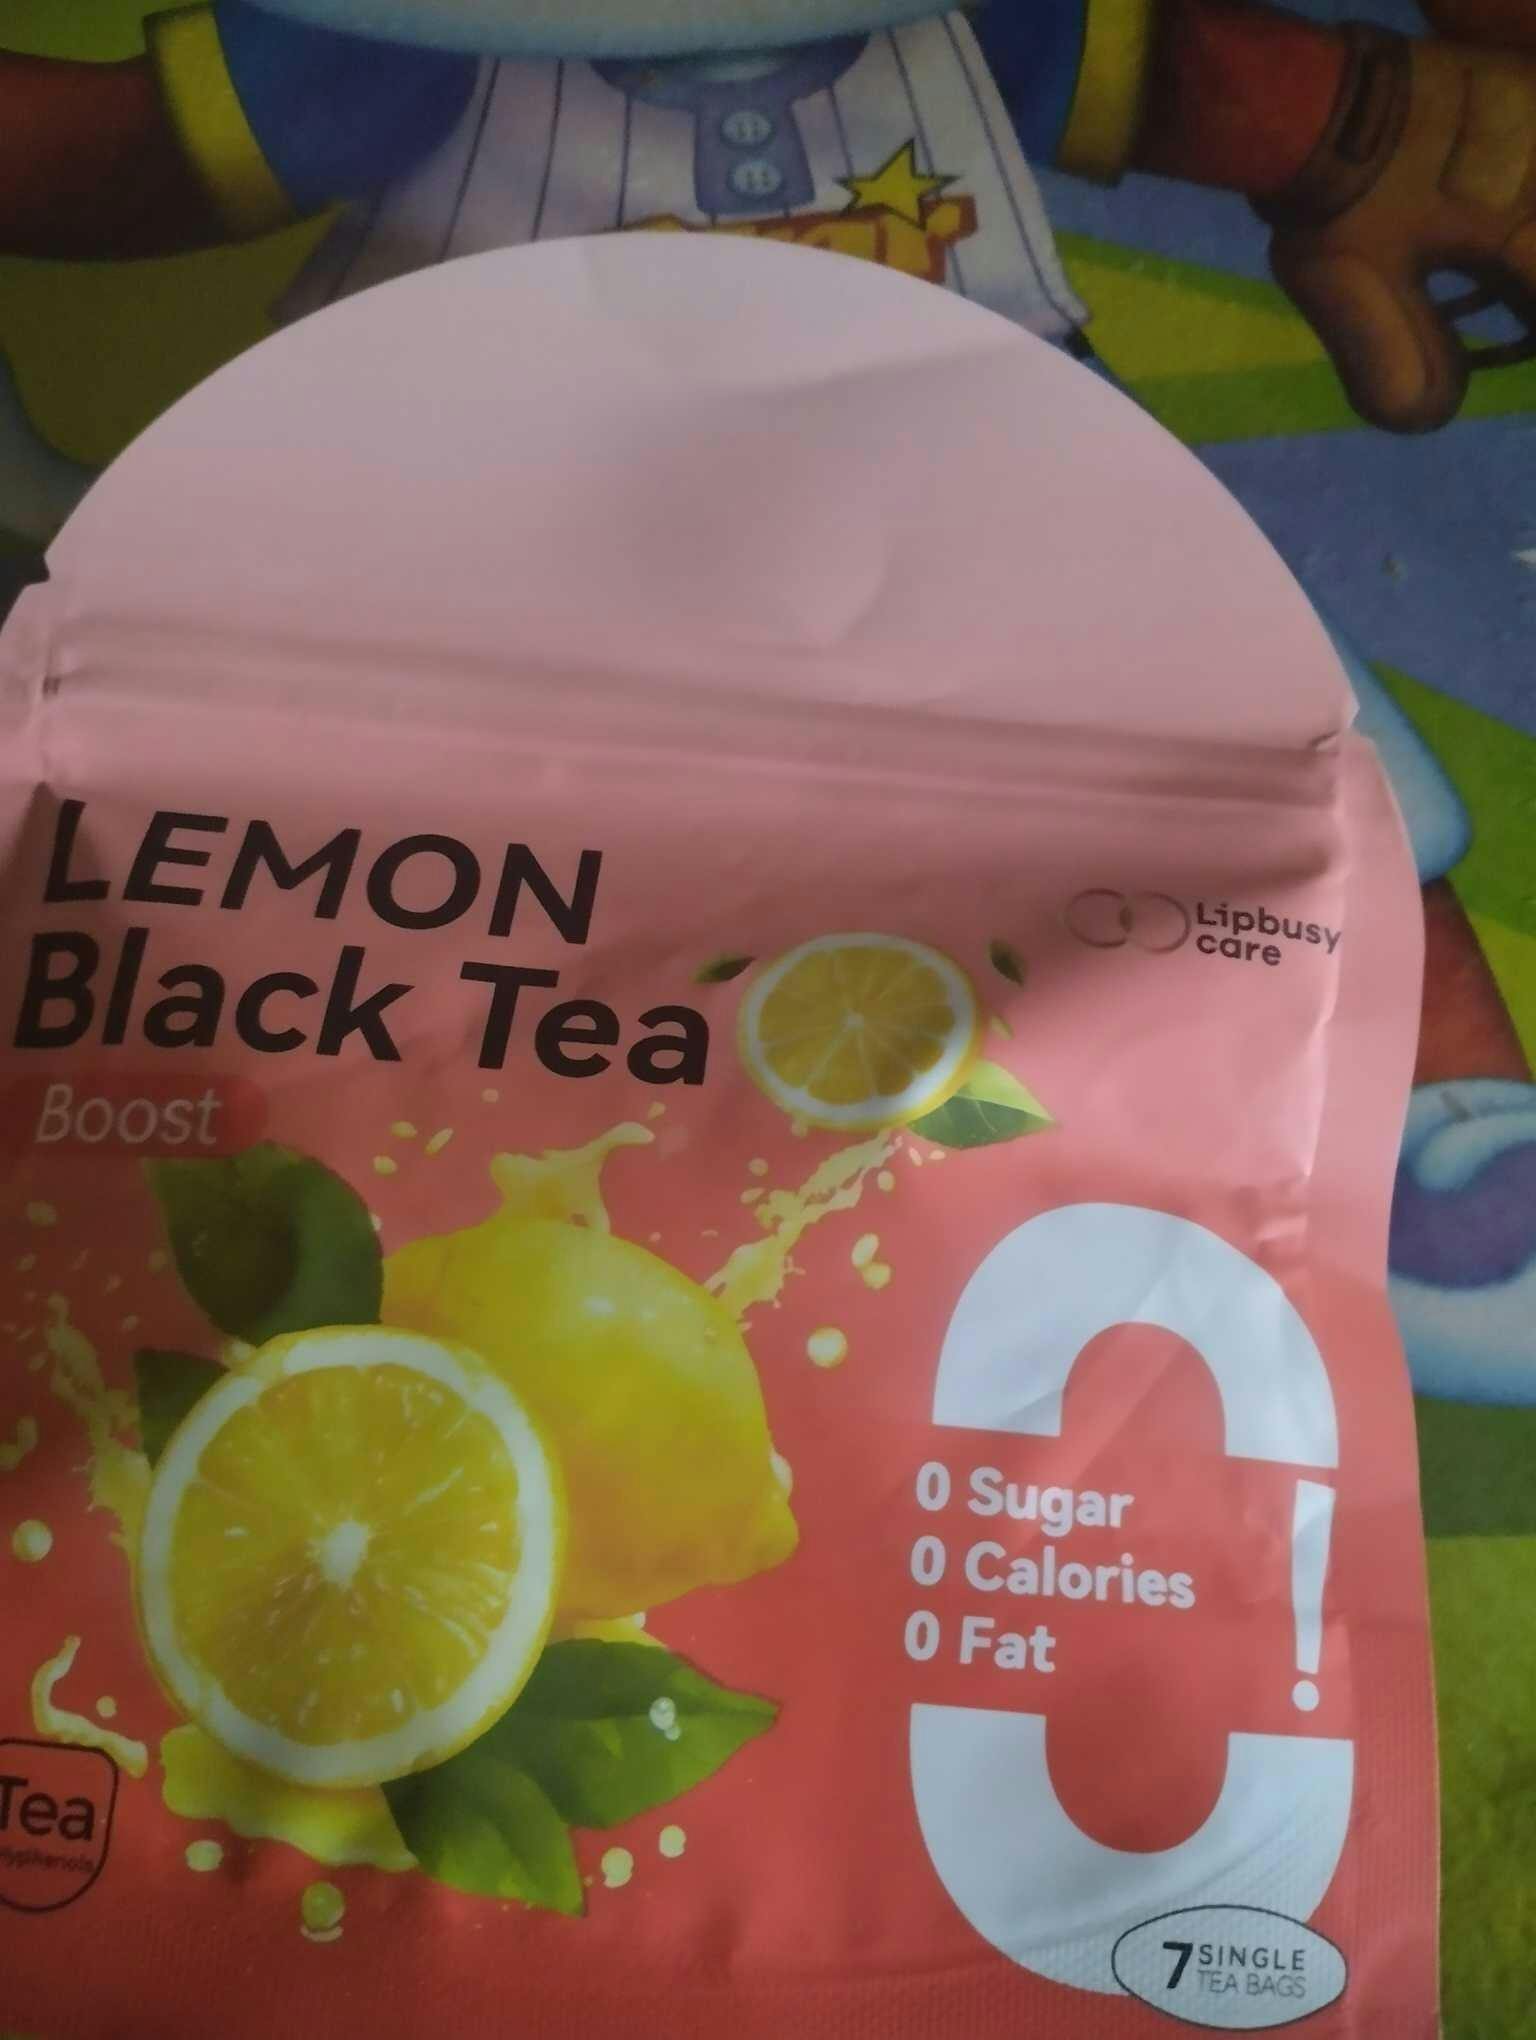 LEMON
Black Tea
Boost
Lipbusy
care
0 Sugar
0 Calories
0 Fat
Tea
7 SINGLE
TEA BAGS